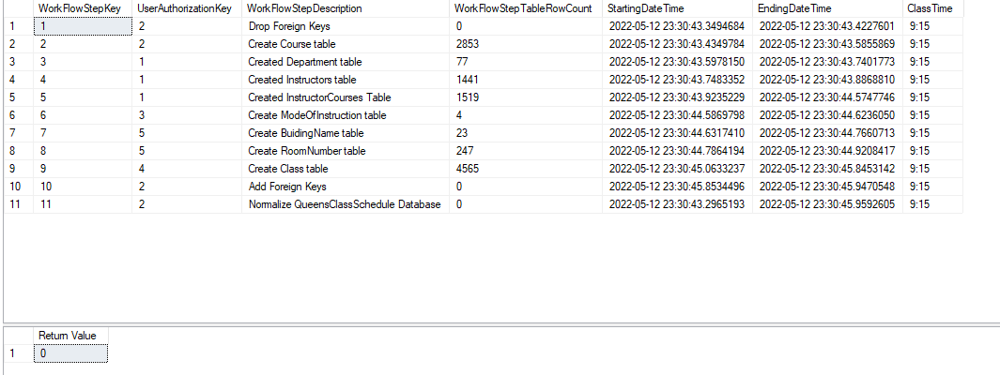 WorkFlowStepKey UserAuthorizationKey WorkFlowStepDescription WorkFlowStepTableRowCount StartingDateTime EndingDateTime ClassTime
1 1 2 Drop Foreign Keys 0 2022-05-12 23:30:43.3494684 2022-05-12 23:30:43.4227601 9:15
2 2 2 Create Course table 2853 2022-05-12 23:30:43.4349784 2022-05-12 23:30:43.5855869 9:15
3 3 1 Created Department table 77 2022-05-12 23:30:43.5978150 2022-05-12 23:30:43.7401773 9:15
4 4 1 Created Instructors table 1441 2022-05-12 23:30:43.7483352 2022-05-12 23:30:43.8868810 9:15
5 5 1 Created InstructorCourses Table 1519 2022-05-12 23:30:43.9235229 2022-05-12 23:30:44.5747746 9:15
6 6 3 Create ModeOfInstruction table 4 2022-05-12 23:30:44.5869798 2022-05-12 23:30:44.6236050 9:15
7 7 5 Create BuidingName table 23 2022-05-12 23:30:44.6317410 2022-05-12 23:30:44.7660713 9:15
8 8 5 Create RoomNumber table 247 2022-05-12 23:30:44.7864194 2022-05-12 23:30:44.9208417 9:15
9 9 4 Create Class table 4565 2022-05-12 23:30:45.0633237 2022-05-12 23:30:45.8453142 9:15
10 10 2 Add Foreign Keys 0 2022-05-12 23:30:45.8534496 2022-05-12 23:30:45.9470548 9:15
11 11 2 Normalize QueensClassSchedule Database 0 2022-05-12 23:30:43.2965193 2022-05-12 23:30:45.9592605 9:15
Return Value
1 0